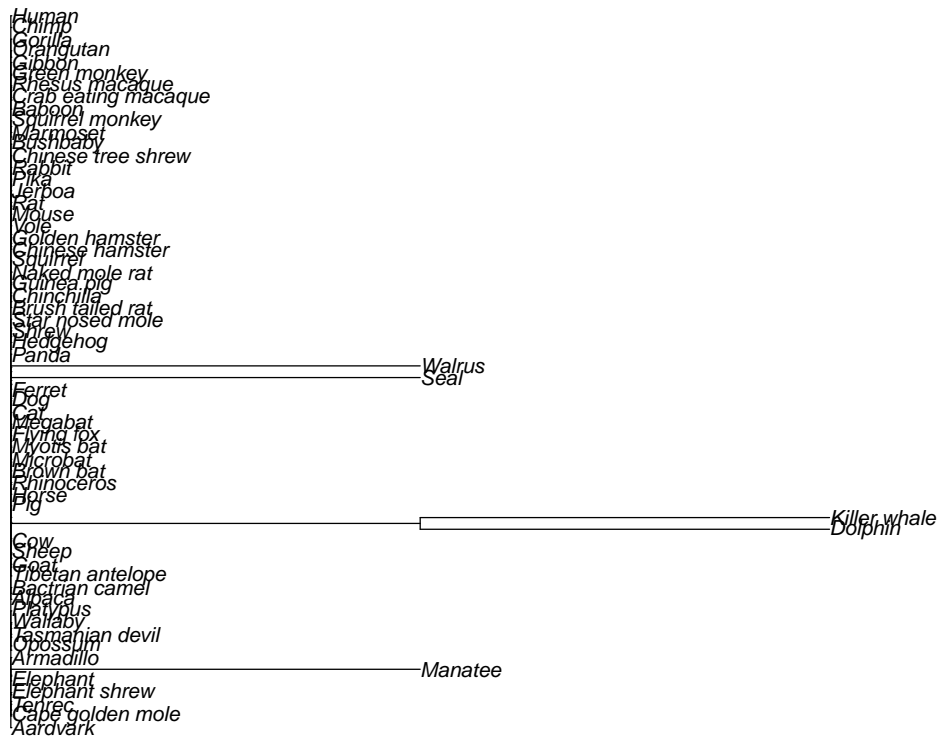 Human
Chimp
Gorilla
Orangutan
Gibbon
Green monkey
Rhesus macaque
Crab eating macaque
Baboon
Squirrel monkey
Marmoset
Bushbaby
Chinese tree shrew
Rabbit
Pika
Jerboa
Rat
Mouse
Vole
Golden hamster
Chinese hamster
Squirrel
Naked mole rat
Guinea pig
Chinchilla
Brush tailed rat
Star nosed mole
Shrew
Hedgehog
Panda
Walrus
Seal
Ferret
Dog
Cat
Megabat
Flying fox
Myotis bat
Microbat
Brown bat
Rhinoceros
Horse
Pig
Killer whale
Dolphin
Cow
Sheep
Goat
Tibetan antelope
Bactrian camel
Alpaca
Platypus
Wallaby
Tasmanian devil
Opossum
Armadillo
Manatee
Elephant
Elephant shrew
Tenrec
Cape golden mole
Aardvark